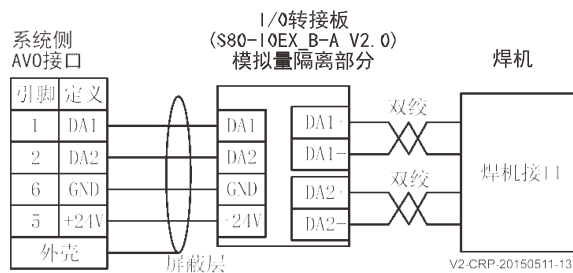 I/O转接板
(S80-IOEX_B-A V2.0)
模拟量隔离部分
系统侧
AVO接口
焊机
引脚 定义
1 DA1
2 DA2
6 GND
5 +24V
外壳
屏蔽层
DA1
DA2
GND
+24V
DA1+
DA1-
DA2+
DA2-
双绞
双绞
焊机接口
V2-CRP-20150511-13